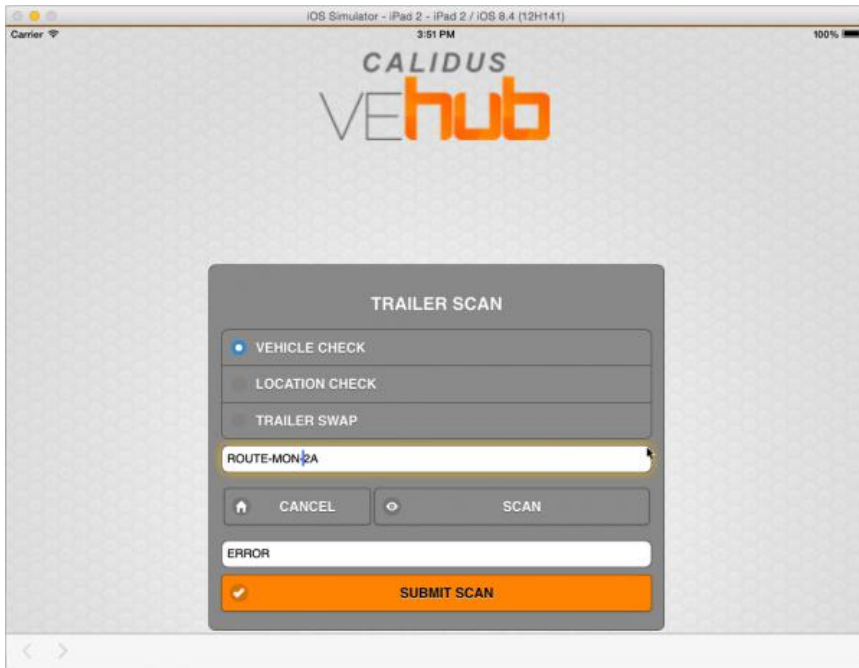 iOS Simulator - iPad 2 - iPad 2 / iOS 8.4 (12H141)
Carrier 3:51 PM 100%
CALIDUS
VEhub
TRAILER SCAN
VEHICLE CHECK
LOCATION CHECK
TRAILER SWAP
ROUTE-MON-2A
CANCEL SCAN
ERROR
SUBMIT SCAN